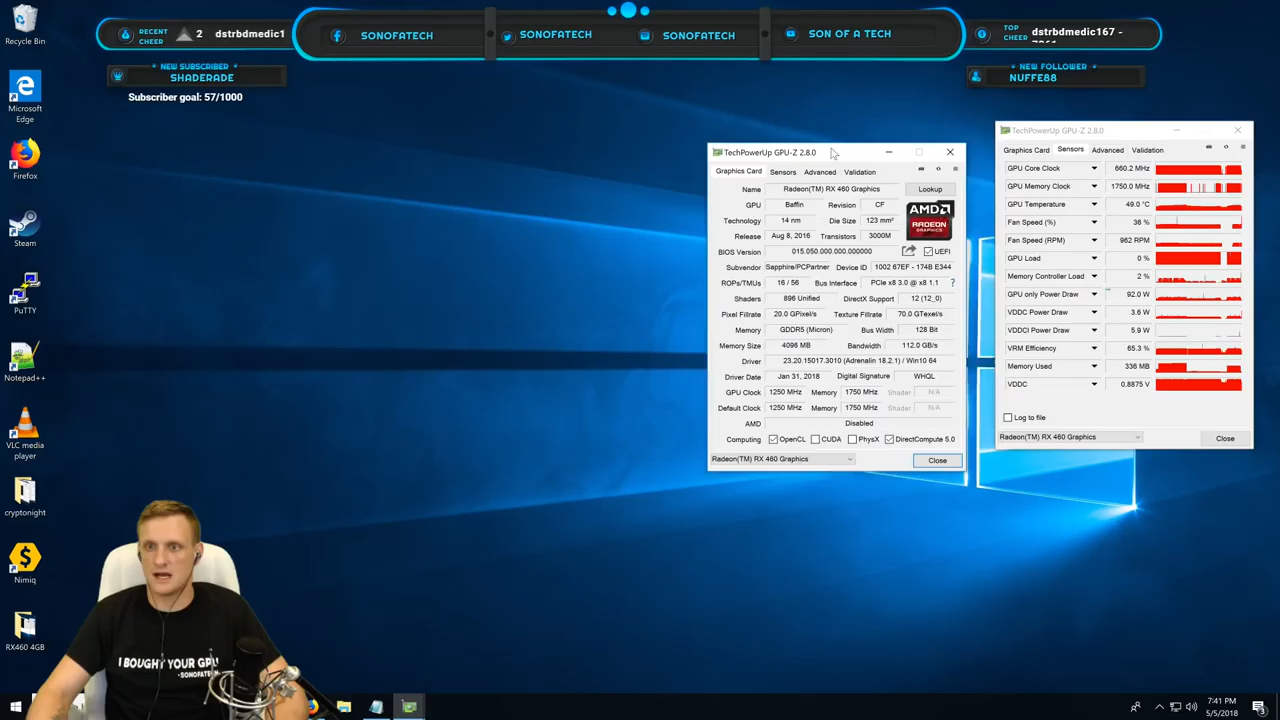 RECENT
CHEER
2 dstrbdmedic1
SONOFATECH
SONOFATECH
SONOFATECH
SON OF A TECH
TOP
CHEER
dstrbdmedic167 -
NEW SUBSCRIBER
SHADERADE
Subscriber goal: 57/1000
NEW FOLLOWER
NUFFE88
Recycle Bin
Microsoft
Edge
Firefox
Steam
PuTTY
Notepad++
VLC media
player
cryptonight
Nimiq
RX460 4GB
TechPowerUp GPU-Z 2.8.0
Graphics Card Sensors Advanced Validation
Name Radeon(TM) RX 460 Graphics Lookup
GPU Baffin Revision CF
AMD
RADEON
GRAPHICS
Technology 14 nm Die Size 123 mm²
Release Aug 8, 2016 Transistors 3000M
BIOS Version 015.050.000.000.000000 UEFI
Subvendor Sapphire/PCPartner Device ID 1002 67EF - 174B E344
ROPs/TMUs 16 / 56 Bus Interface PCIe x8 3.0 @ x8 1.1 ?
Shaders 896 Unified DirectX Support 12 (12_0)
Pixel Fillrate 20.0 GPixel/s Texture Fillrate 70.0 GTexel/s
Memory GDDR5 (Micron) Bus Width 128 Bit
Memory Size 4096 MB Bandwidth 112.0 GB/s
Driver 23.20.15017.3010 (Adrenalin 18.2.1) / Win10 64
Driver Date Jan 31, 2018 Digital Signature WHQL
GPU Clock 1250 MHz Memory 1750 MHz Shader N/A
Default Clock 1250 MHz Memory 1750 MHz Shader N/A
AMD Disabled
Computing OpenCL CUDA PhysX DirectCompute 5.0
Radeon(TM) RX 460 Graphics Close
TechPowerUp GPU-Z 2.8.0
Graphics Card Sensors Advanced Validation
GPU Core Clock 660.2 MHz
GPU Memory Clock 1750.0 MHz
GPU Temperature 49.0 °C
Fan Speed (%) 36 %
Fan Speed (RPM) 962 RPM
GPU Load 0 %
Memory Controller Load 2 %
GPU only Power Draw 92.0 W
VDDC Power Draw 3.6 W
VDDCI Power Draw 5.9 W
VRM Efficiency 65.3 %
Memory Used 336 MB
VDDC 0.8875 V
Log to file
Radeon(TM) RX 460 Graphics Close
I BOUGHT YOUR GPU
-SONOFATECH
7:41 PM
5/5/2018